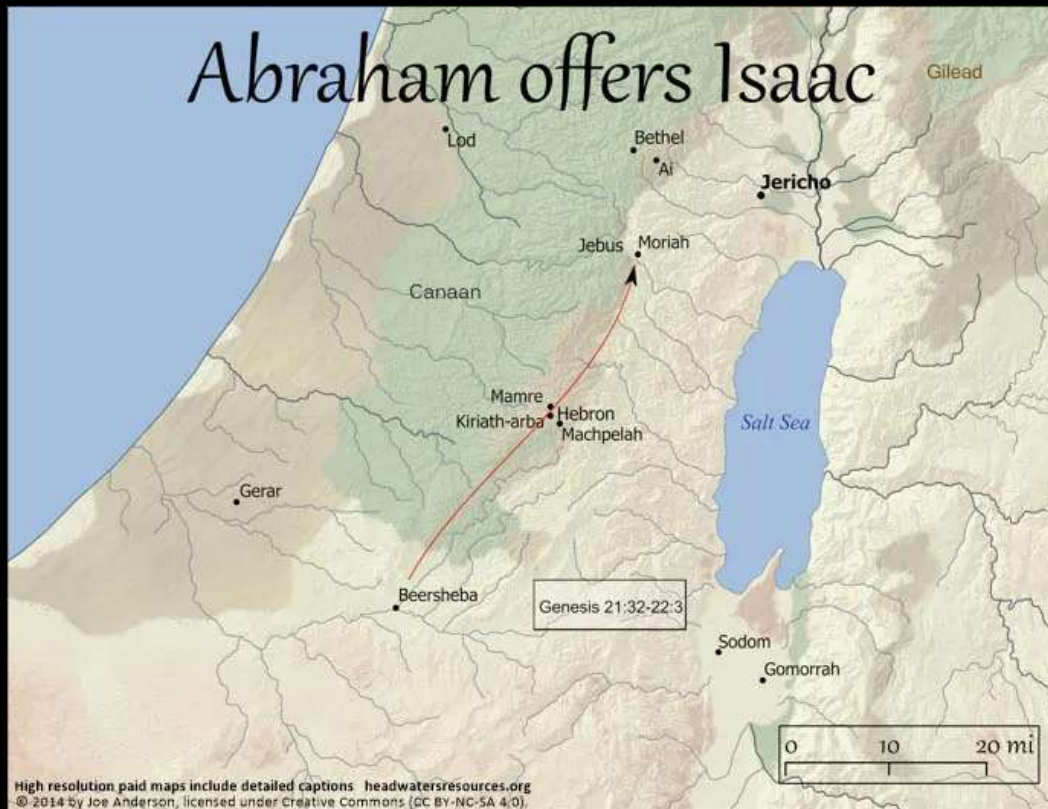 Abraham offers Isaac
Gilead
Lod
Bethel
Ai
Jericho
Jebus Moriah
Canaan
Mamre
Kiriath-arba Hebron
Machpelah
Salt Sea
Gerar
Beersheba
Genesis 21:32-22:3
Sodom
Gomorrah
0 10 20 mi
High resolution paid maps include detailed captions headwatersresources.org
© 2014 by Joe Anderson, licensed under Creative Commons (CC BY-NC-SA 4.0).